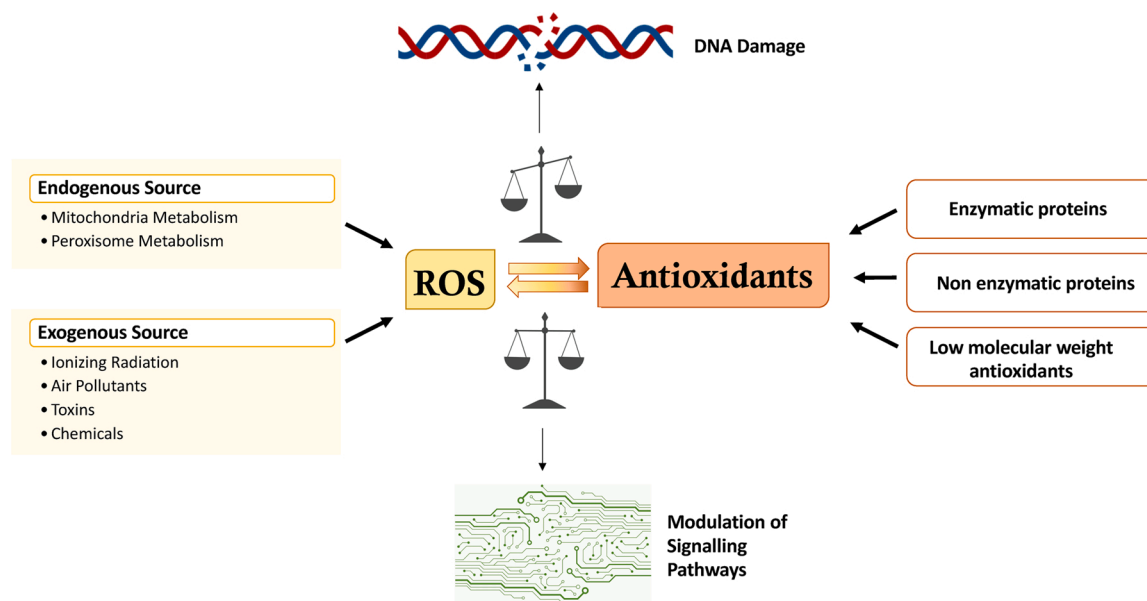 DNA Damage
Endogenous Source
• Mitochondria Metabolism
• Peroxisome Metabolism
Exogenous Source
• Ionizing Radiation
• Air Pollutants
• Toxins
• Chemicals
ROS
Antioxidants
Enzymatic proteins
Non enzymatic proteins
Low molecular weight
antioxidants
Modulation of
Signalling
Pathways